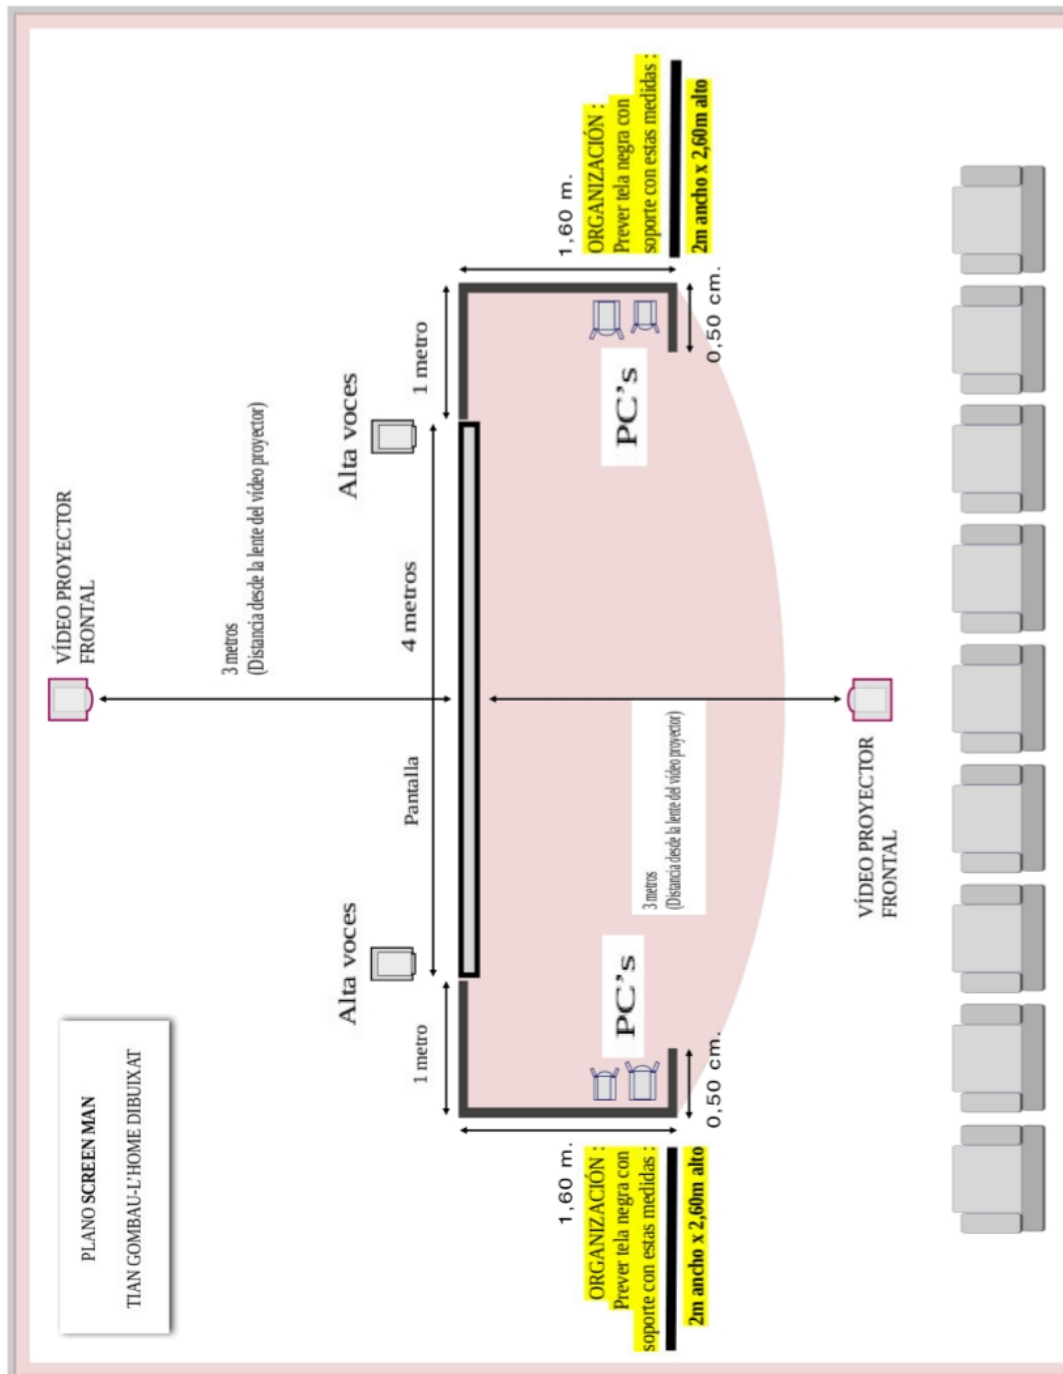 PLANO SCREEN MAN
TIAN GOMBAU-L'HOME DIBUIXAT
VÍDEO PROYECTOR
FRONTAL
3 metros
(Distancia desde la lente del vídeo proyector)
Alta voces
Alta voces
1 metro
Pantalla
4 metros
1 metro
1,60 m.
ORGANIZACIÓN :
Prever tela negra con
soporte con estas medidas :
2m ancho x 2,60m alto
PC's
0,50 cm.
3 metros
(Distancia desde la lente del vídeo proyector)
PC's
0,50 cm.
1,60 m.
ORGANIZACIÓN :
Prever tela negra con
soporte con estas medidas :
2m ancho x 2,60m alto
VÍDEO PROYECTOR
FRONTAL